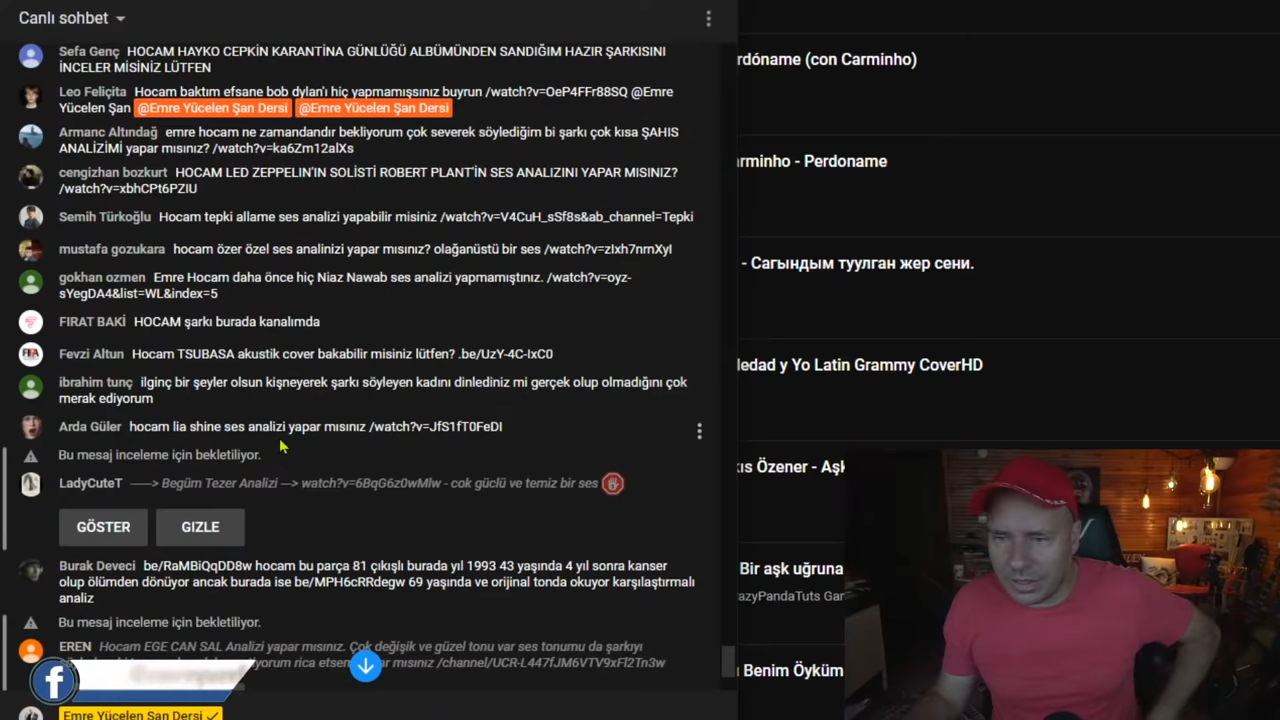 Canlı sohbet
Sefa Genç HOCAM HAYKO CEPKİN KARANTİNA GÜNLÜĞÜ ALBÜMÜNDEN SANDIĞIM HAZIR ŞARKISINI
İNCELER MİSİNİZ LÜTFEN
Leo Feliçita Hocam baktım efsane bob dylan'ı hiç yapmamışsınız buyrun /watch?v=OeP4FFr88SQ @Emre
Yücelen Şan @Emre Yücelen Şan Dersi @Emre Yücelen Şan Dersi
Armanc Altındağ emre hocam ne zamandandır bekliyorum çok severek söylediğim bi şarkı çok kısa ŞAHIS
ANALİZİMİ yapar mısınız? /watch?v=ka6Zm12alXs
cengizhan bozkurt HOCAM LED ZEPPELIN'IN SOLİSTİ ROBERT PLANT'İN SES ANALIZINI YAPAR MISINIZ?
/watch?v=xbhCPt6PZIU
Semih Türkoğlu Hocam tepki allame ses analizi yapabilir misiniz /watch?v=V4CuH_sSf8s&ab_channel=Tepki
mustafa gozukara hocam özer özel ses analinizi yapar mısınız? olağanüstü bir ses /watch?v=zIxh7nrnXyI
gokhan ozmen Emre Hocam daha önce hiç Niaz Nawab ses analizi yapmamıştınız. /watch?v=oyz-
sYegDA4&list=WL&index=5
FIRAT BAKİ HOCAM şarkı burada kanalımda
Fevzi Altun Hocam TSUBASA akustik cover bakabilir misiniz lütfen? .be/UzY-4C-IxC0
ibrahim tunç ilginç bir şeyler olsun kişneyerek şarkı söyleyen kadını dinlediniz mi gerçek olup olmadığını çok
merak ediyorum
Arda Güler hocam lia shine ses analizi yapar mısınız /watch?v=JfS1fT0FeDI
Bu mesaj inceleme için bekletiliyor.
LadyCuteT -----> Begüm Tezer Analizi --> watch?v=6BqG6z0wMlw - cok güclü ve temiz bir ses
GÖSTER GIZLE
Burak Deveci be/RaMBiQqDD8w hocam bu parça 81 çıkışlı burada yıl 1993 43 yaşında 4 yıl sonra kanser
olup ölümden dönüyor ancak burada ise be/MPH6cRRdegw 69 yaşında ve orijinal tonda okuyor karşılaştırmalı
analiz
Bu mesaj inceleme için bekletiliyor.
EREN Hocam EGE CAN SAL Analizi yapar mısınız. Çok değişik ve güzel tonu var ses tonumu da şarkıyı
rica etsem mısınız /channel/UCR-L447fJM6VTV9xFl2Tn3w
Emre Yücelen Şan Dersi
rdóname (con Carminho)
arminho - Perdoname
- Сагындым туулган жер сени.
ledad y Yo Latin Grammy CoverHD
kıs Özener - Aşk
Bir aşk uğruna
azyPandaTuts Gam
Benim Öyküm
f